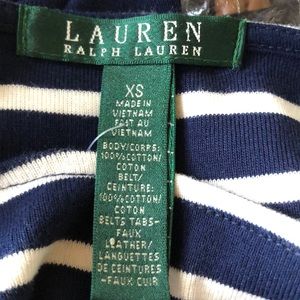 LAUREN
RALPH LAUREN
XS
MADE IN
VIETNAM
FAIT AU
VIETNAM
BODY/CORPS:
100%COTTON/
COTON
BELT/
CEINTURE:
100%COTTON/
COTON
BELTS TABS-
FAUX
LEATHER/
LANGUETTES
DE CEINTURES
-FAUX CUIR